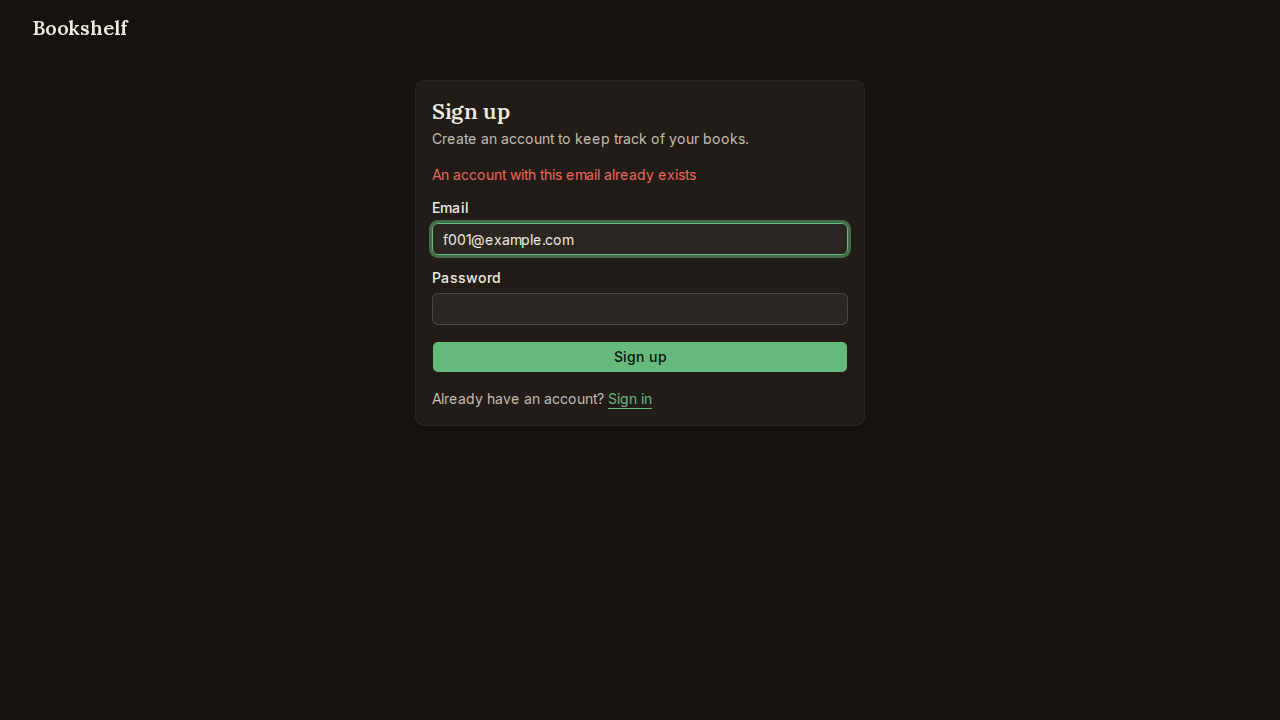 Bookshelf
Sign up
Create an account to keep track of your books.
An account with this email already exists
Email
f001@example.com
Password
Sign up
Already have an account? Sign in